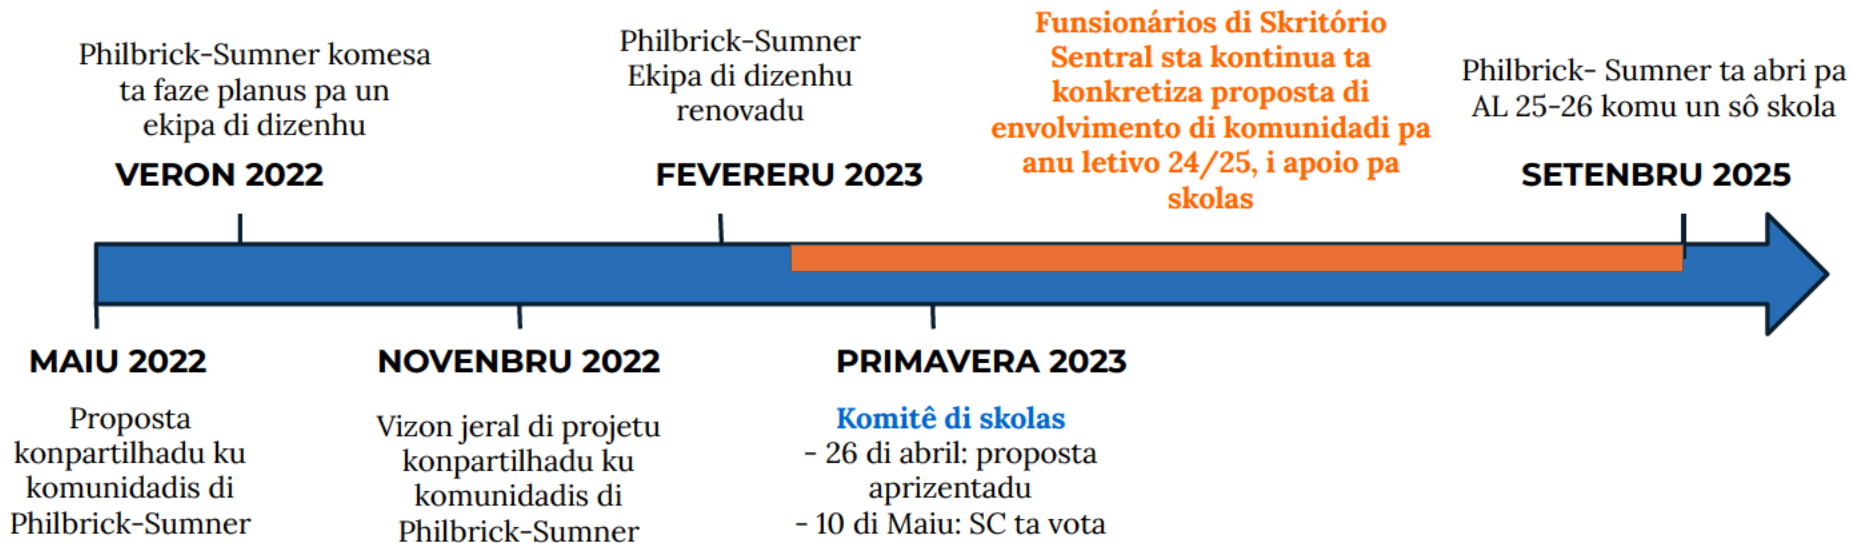 Philbrick-Sumner komesa
ta faze planus pa un
ekipa di dizenhu
VERON 2022
Philbrick-Sumner
Ekipa di dizenhu
renovadu
FEVERERU 2023
Funsionários di Skritório
Sentral sta kontinua ta
konkretiza proposta di
envolvimento di komunidadi pa
anu letivo 24/25, i apoio pa
skolas
Philbrick- Sumner ta abri pa
AL 25-26 komu un sô skola
SETENBRU 2025
MAIU 2022
Proposta
konpartilhadu ku
komunidadis di
Philbrick-Sumner
NOVENBRU 2022
Vizon jeral di projetu
konpartilhadu ku
komunidadis di
Philbrick-Sumner
PRIMAVERA 2023
Komitê di skolas
- 26 di abril: proposta
aprizentadu
- 10 di Maiu: SC ta vota